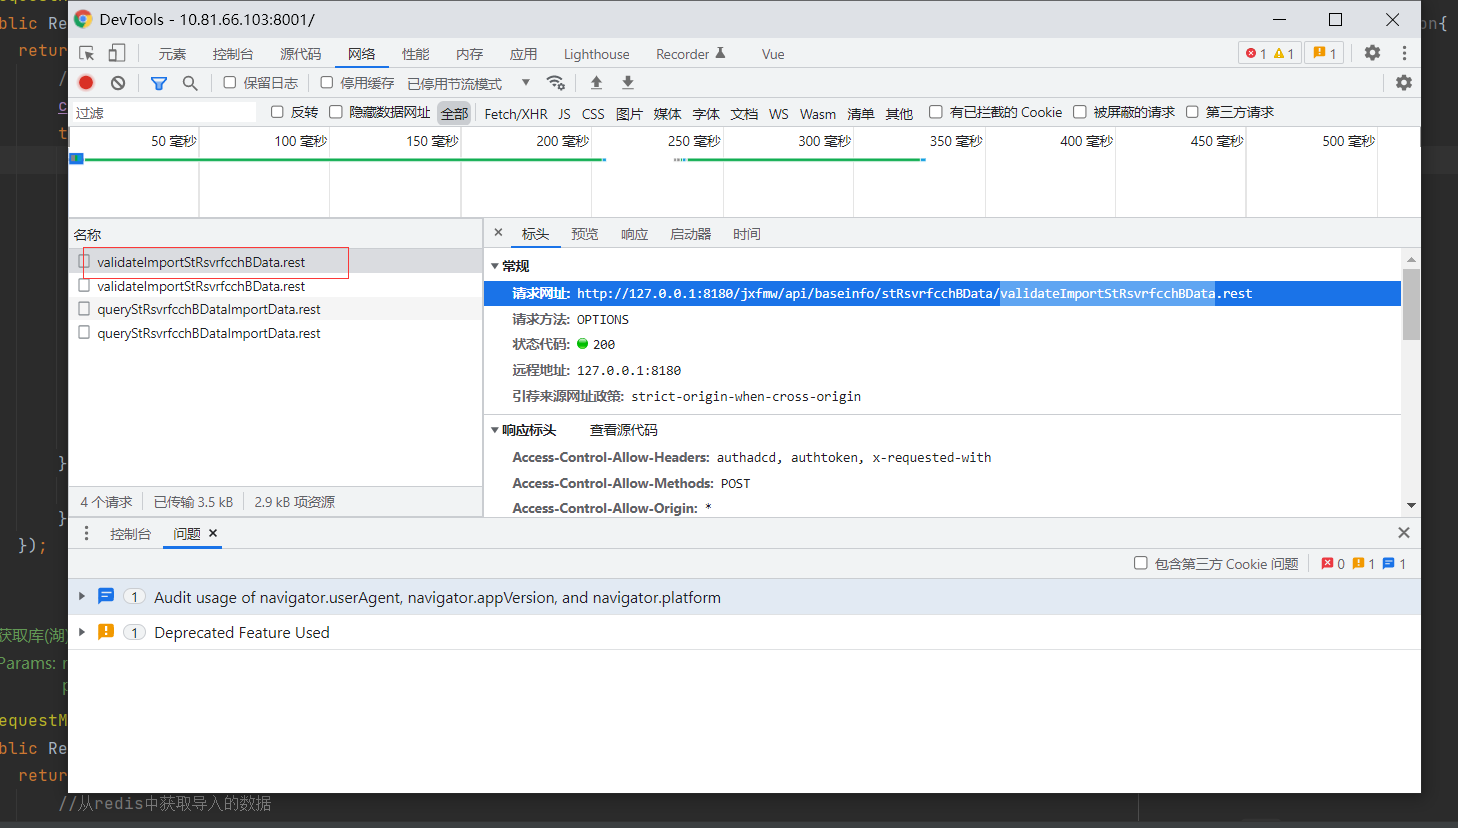 DevTools - 10.81.66.103:8001/
blic Re
on{
retur
//
c
t
元素 控制台 源代码 网络 性能 内存 应用 Lighthouse Recorder Vue 1 1 1
保留日志 停用缓存 已停用节流模式
过滤 反转 隐藏数据网址 全部 Fetch/XHR JS CSS 图片 媒体 字体 文档 WS Wasm 清单 其他 有已拦截的 Cookie 被屏蔽的请求 第三方请求
50 毫秒 100 毫秒 150 毫秒 200 毫秒 250 毫秒 300 毫秒 350 毫秒 400 毫秒 450 毫秒 500 毫秒
名称
validateImportStRsvrfcchBData.rest
validateImportStRsvrfcchBData.rest
queryStRsvrfcchBDataImportData.rest
queryStRsvrfcchBDataImportData.rest
4 个请求 已传输 3.5 kB 2.9 kB 项资源
标头 预览 响应 启动器 时间
常规
请求网址: http://127.0.0.1:8180/jxfmw/api/baseinfo/stRsvrfcchBData/validateImportStRsvrfcchBData.rest
请求方法: OPTIONS
状态代码: 200
远程地址: 127.0.0.1:8180
引荐来源网址政策: strict-origin-when-cross-origin
响应标头 查看源代码
Access-Control-Allow-Headers: authadcd, authtoken, x-requested-with
Access-Control-Allow-Methods: POST
Access-Control-Allow-Origin: *
}
}
});
控制台 问题
包含第三方 Cookie 问题 0 1 1
1 Audit usage of navigator.userAgent, navigator.appVersion, and navigator.platform
1 Deprecated Feature Used
获取库(湖)
Params: r
p
equestM
blic Re
retur
//从redis中获取导入的数据